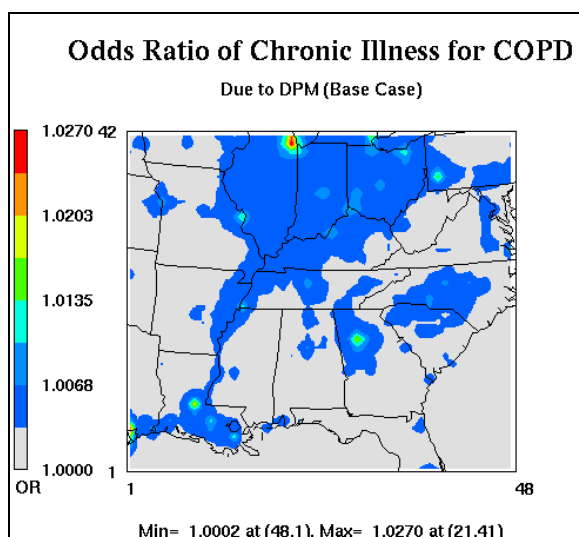 Odds Ratio of Chronic Illness for COPD
Due to DPM (Base Case)
1.0270
1.0203
1.0135
1.0068
1.0000
OR
42
1
1
48
Min= 1.0002 at (48,1), Max= 1.0270 at (21,41)